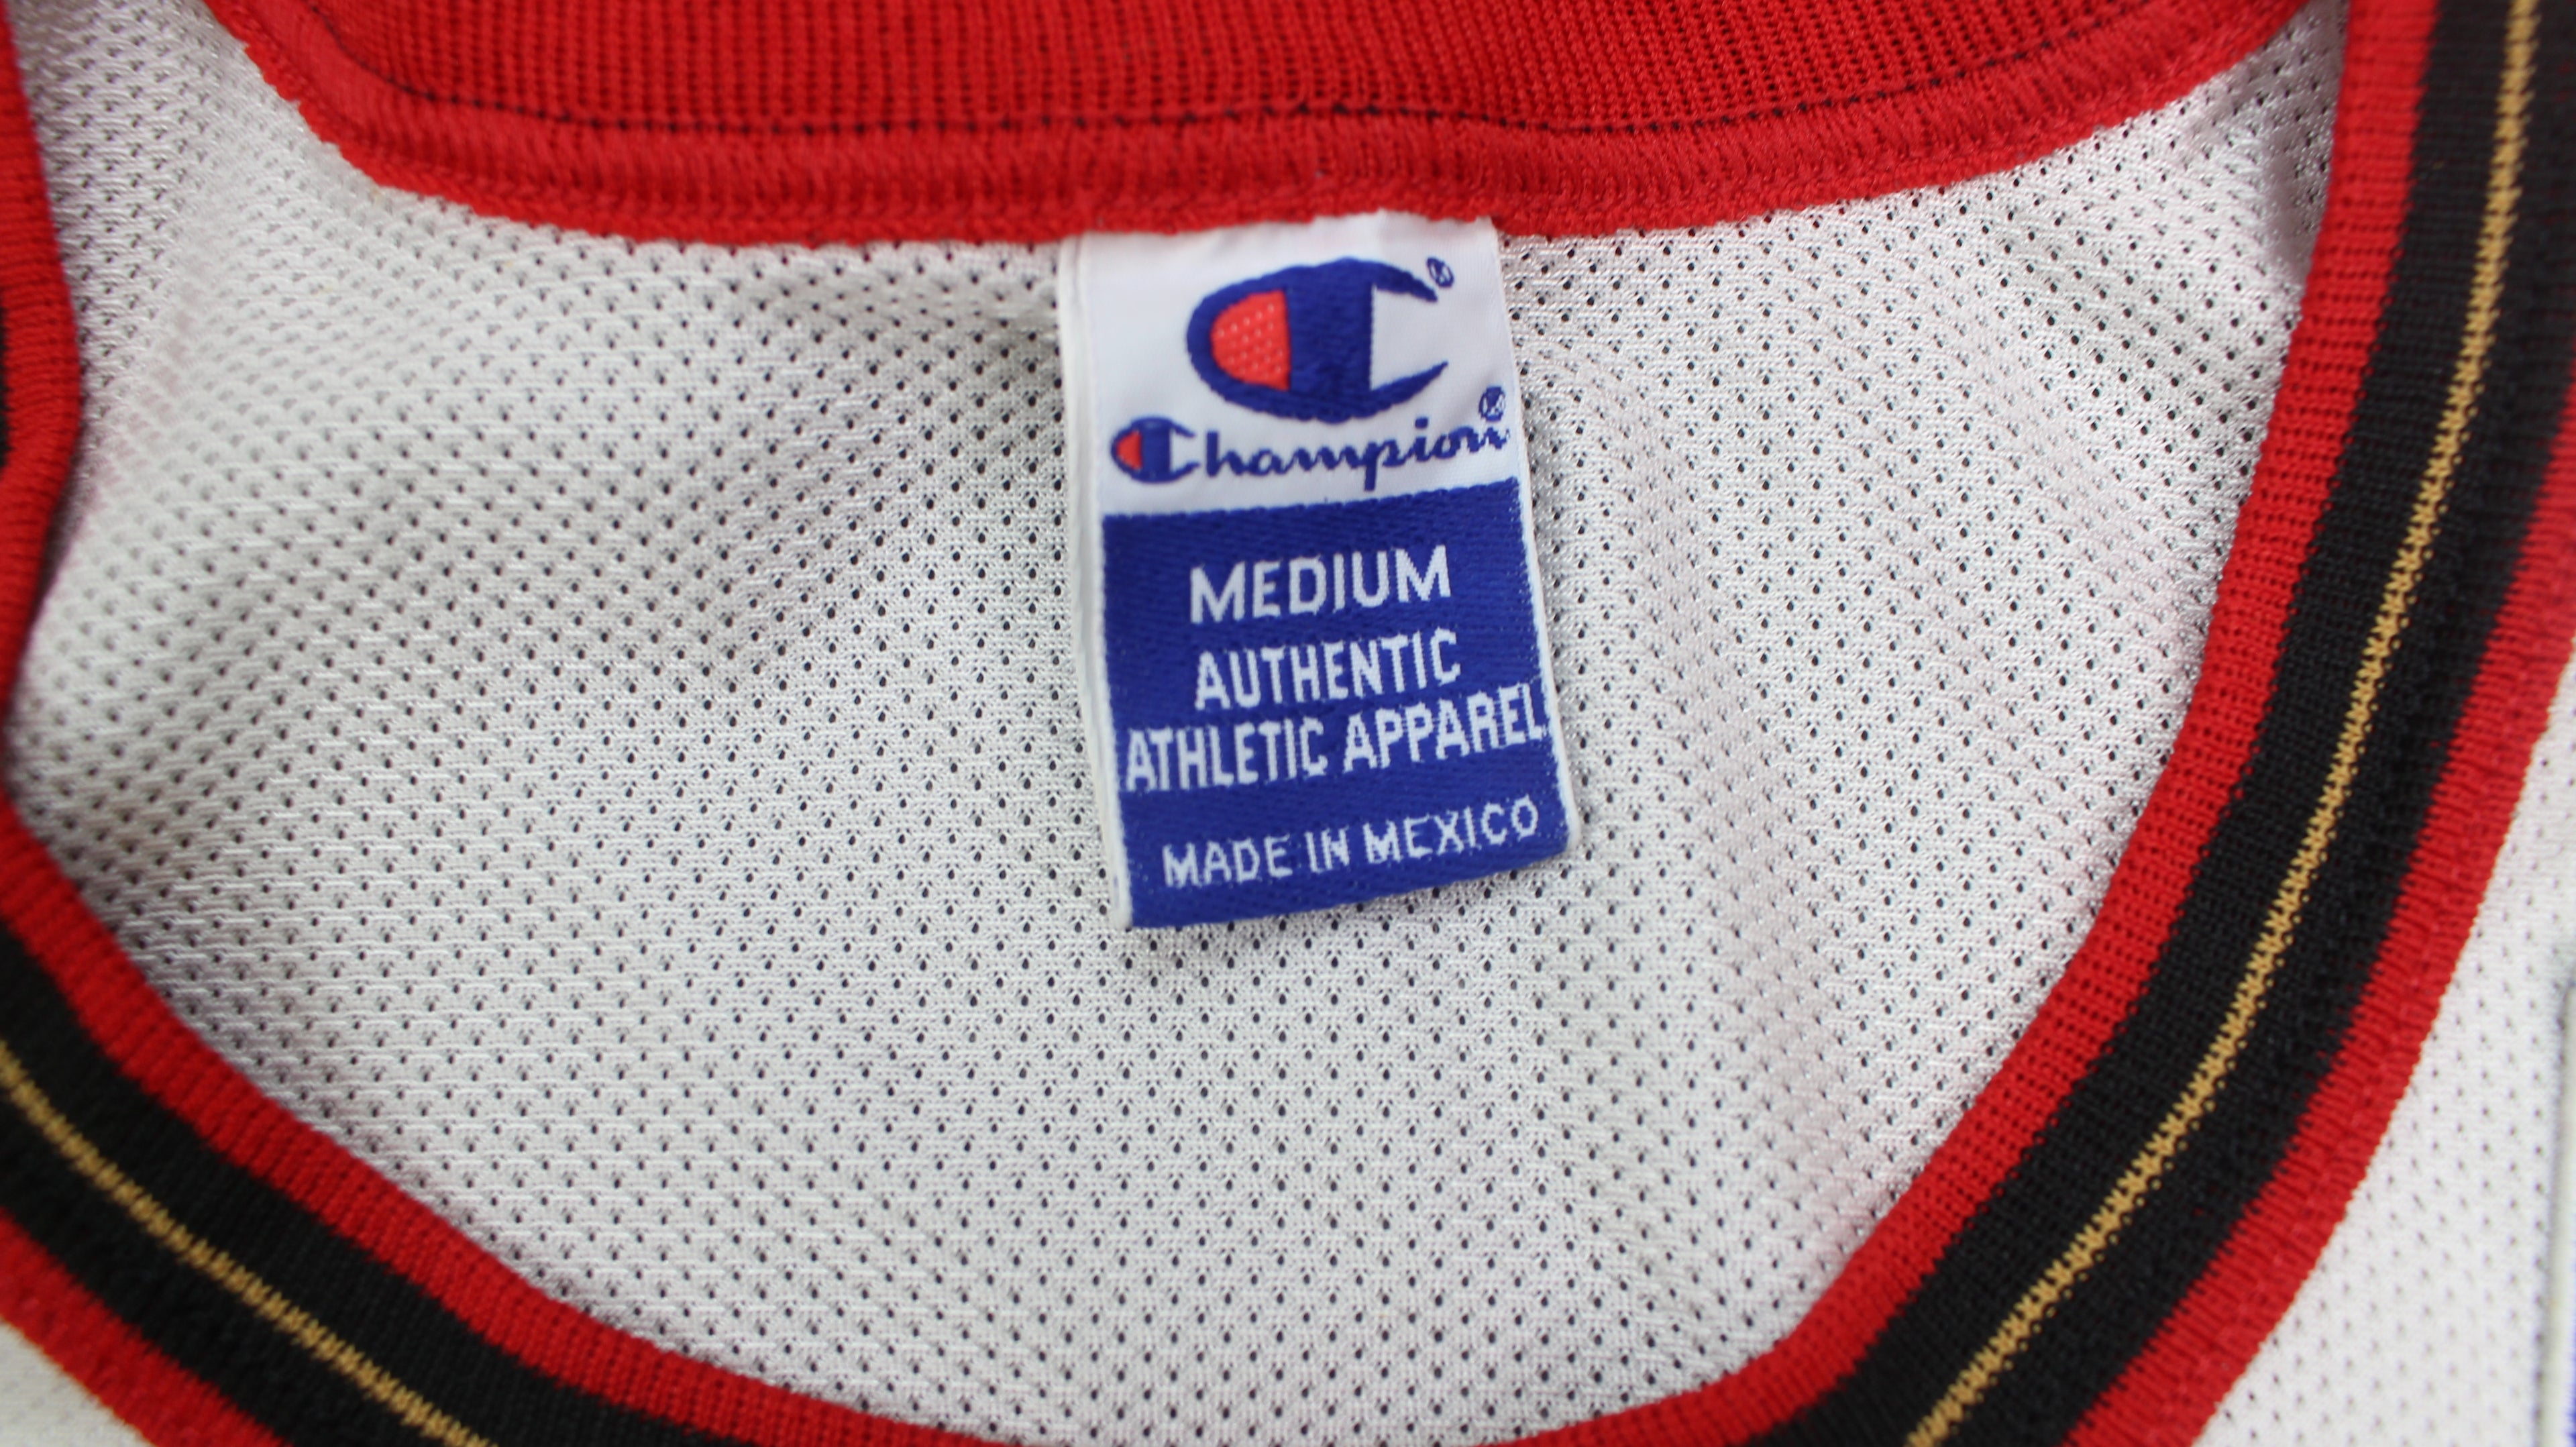 Champion
MEDIUM
AUTHENTIC
ATHLETIC APPAREL
MADE IN MEXICO